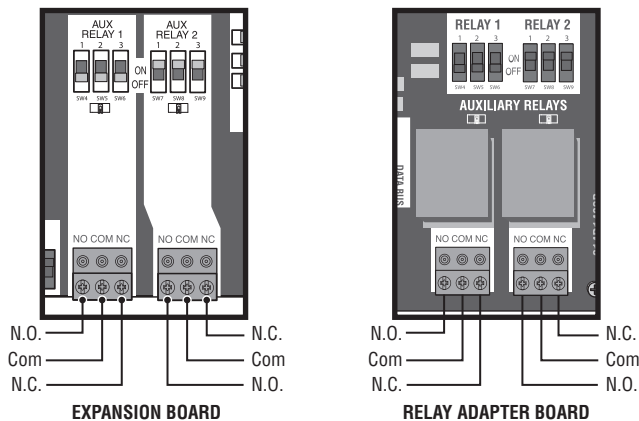 AUX
RELAY 1
1 2 3
SW4 SW5 SW6
AUX
RELAY 2
1 2 3
SW7 SW8 SW9
ON
OFF
NO COM NC
NO COM NC
N.O.
Com
N.C.
N.C.
Com
N.O.
EXPANSION BOARD
RELAY 1
1 2 3
SW4 SW5 SW6
RELAY 2
1 2 3
SW7 SW8 SW9
ON
OFF
AUXILIARY RELAYS
DATA BUS
NO COM NC
NO COM NC
N.O.
Com
N.C.
N.C.
Com
N.O.
RELAY ADAPTER BOARD